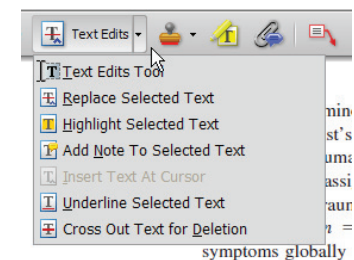 Text Edits
Text Edits Tool
Replace Selected Text
Highlight Selected Text
Add Note To Selected Text
Insert Text At Cursor
Underline Selected Text
Cross Out Text for Deletion
n =
symptoms globally